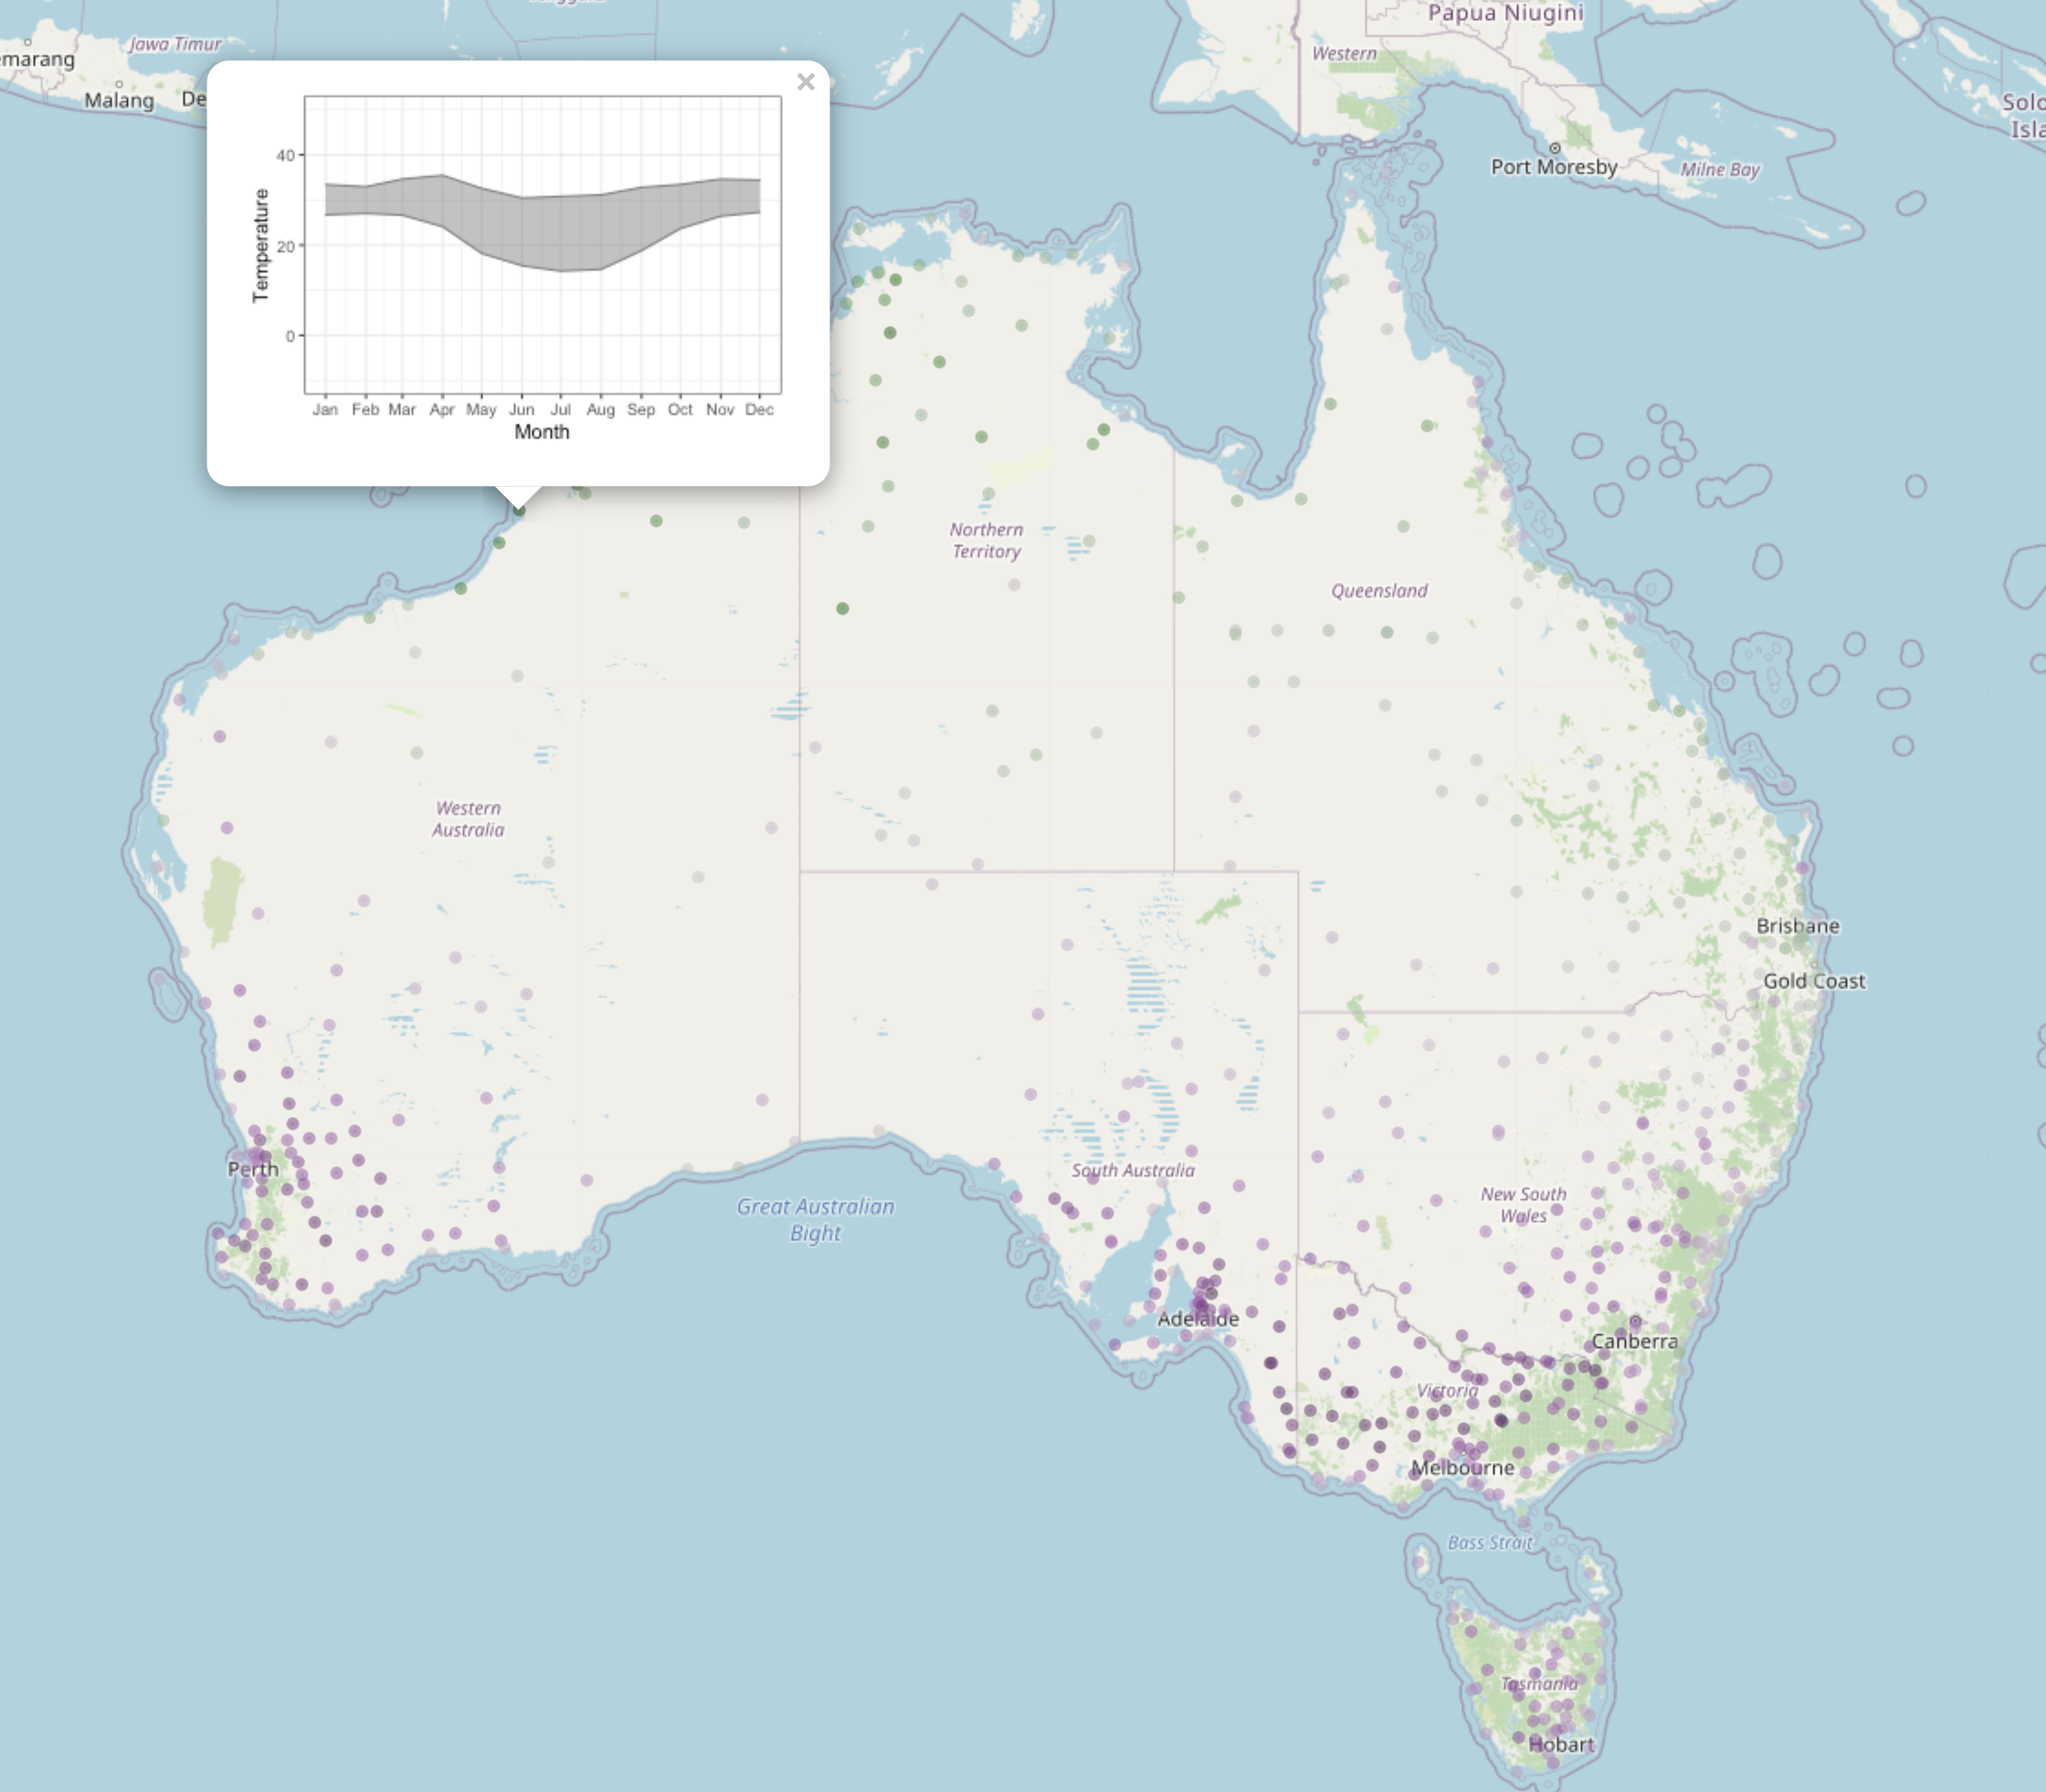 Papua Niugini
Jawa Timur
Western
emarang
Malang
De
Solo
Isla
Port Moresby
Milne Bay
×
40
20
0
Temperature
Jan Feb Mar Apr May Jun Jul Aug Sep Oct Nov Dec
Month
Northern
Territory
Queensland
Western
Australia
Brisbane
Gold Coast
Perth
South Australia
Great Australian
Bight
New South
Wales
Adelaide
Canberra
Victoria
Melbourne
Bass Strait
Tasmania
Hobart